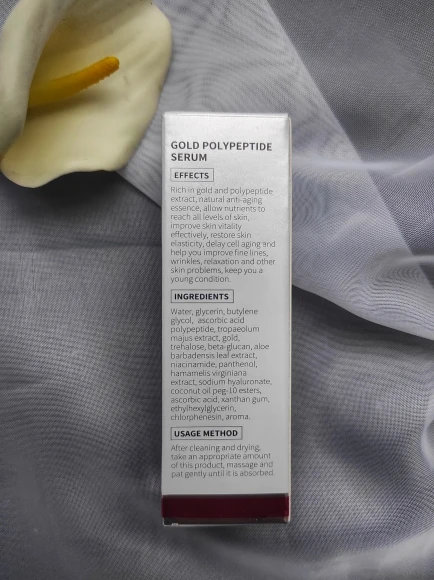 GOLD POLYPEPTIDE
SERUM
EFFECTS
Rich in gold and polypeptide
extract, natural anti-aging
essence, allow nutrients to
reach all levels of skin,
improve skin vitality
effectively, restore skin
elasticity, delay cell aging and
help you improve fine lines,
wrinkles, relaxation and other
skin problems, keep you a
young condition.
INGREDIENTS
Water, glycerin, butylene
glycol, ascorbic acid
polypeptide, tropaeolum
majus extract, gold,
trehalose, beta-glucan, aloe
barbadensis leaf extract,
niacinamide, panthenol,
hamamelis virginiana
extract, sodium hyaluronate,
coconut oil peg-10 esters,
ascorbic acid, xanthan gum,
ethylhexylglycerin,
chlorphenesin, aroma.
USAGE METHOD
After cleaning and drying,
take an appropriate amount
of this product, massage and
pat gently until it is absorbed.